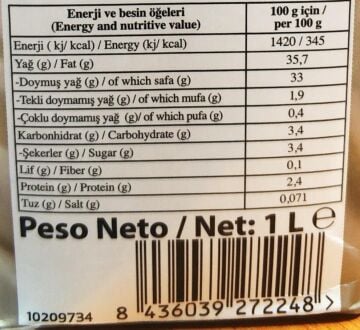 Enerji ve besin öğeleri 100 g için /
(Energy and nutritive value) per 100 g
Enerji ( kj/ kcal) / Energy (kj/ kcal) 1420 / 345
Yağ (g) / Fat (g) 35,7
-Doymuş yağ (g) / of which safa (g) 33
-Tekli doymamış yağ (g) / of which mufa (g) 1,9
-Çoklu doymamış yağ (g) / of which pufa (g) 0,4
Karbonhidrat (g) / Carbohydrate (g) 3,4
-Şekerler (g) / Sugar (g) 3,4
Lif (g) / Fiber (g) 0,1
Protein (g) / Protein (g) 2,4
Tuz (g) / Salt (g) 0,071
Peso Neto / Net: 1 L ℮
10209734 8 436039 272248 >